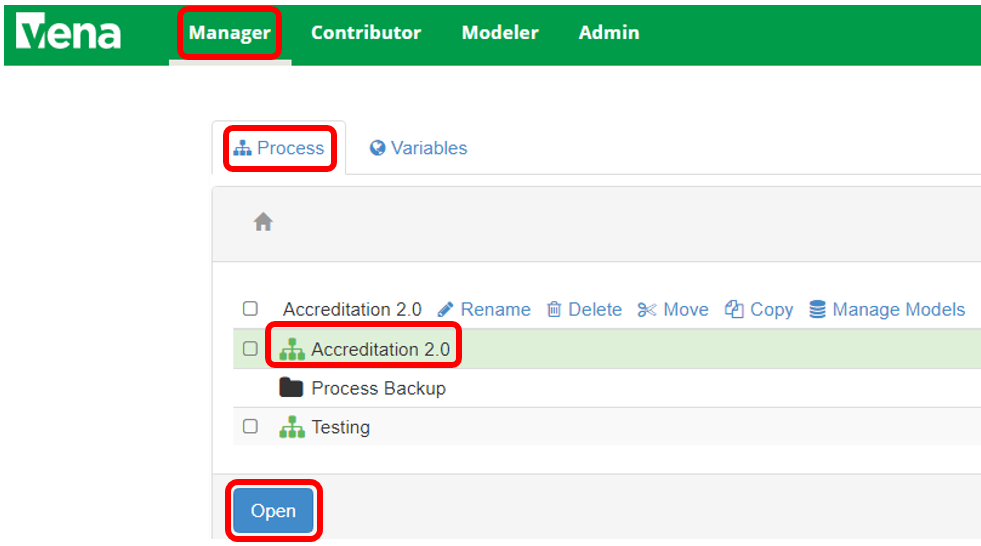 Vena Manager Contributor Modeler Admin
Process Variables
Accreditation 2.0 Rename Delete Move Copy Manage Models
Accreditation 2.0
Process Backup
Testing
Open